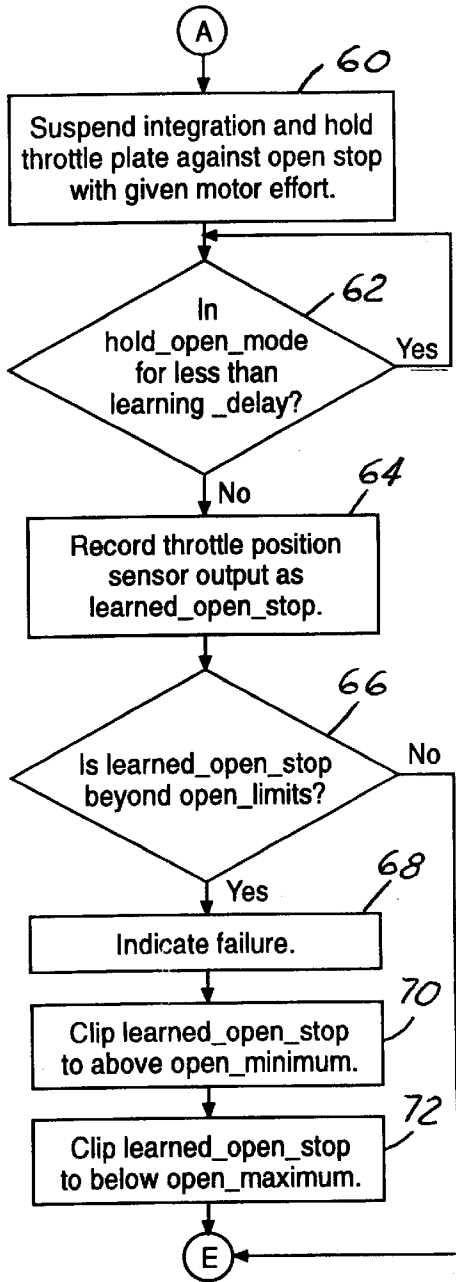 A
60
Suspend integration and hold
throttle plate against open stop
with given motor effort.
62
In
hold_open_mode
for less than
learning _delay?
Yes
No
64
Record throttle position
sensor output as
learned_open_stop.
66
Is learned_open_stop
beyond open_limits?
No
Yes
68
Indicate failure.
70
Clip learned_open_stop
to above open_minimum.
72
Clip learned_open_stop
to below open_maximum.
E